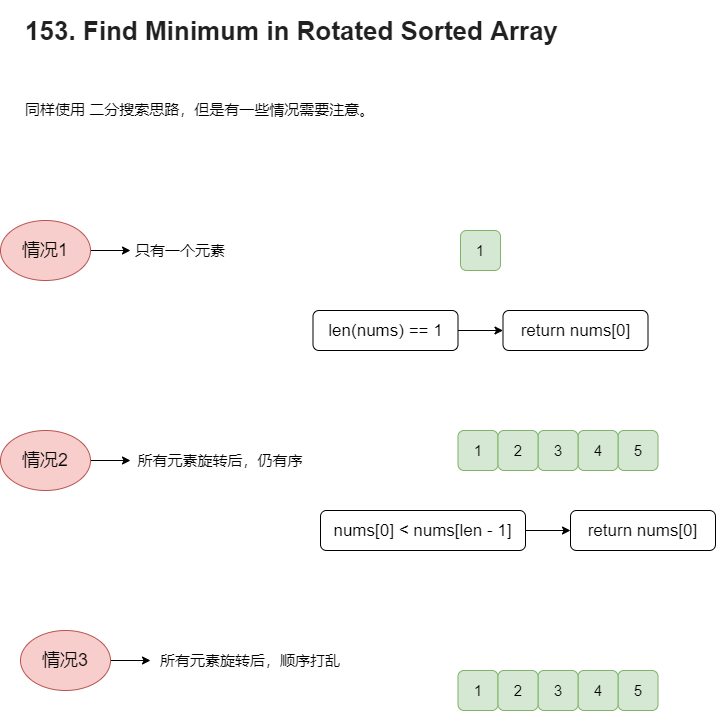 153. Find Minimum in Rotated Sorted Array
同样使用 二分搜索思路，但是有一些情况需要注意。
情况1
只有一个元素
1
len(nums) == 1
return nums[0]
情况2
所有元素旋转后，仍有序
1 2 3 4 5
nums[0] < nums[len - 1]
return nums[0]
情况3
所有元素旋转后，顺序打乱
1 2 3 4 5